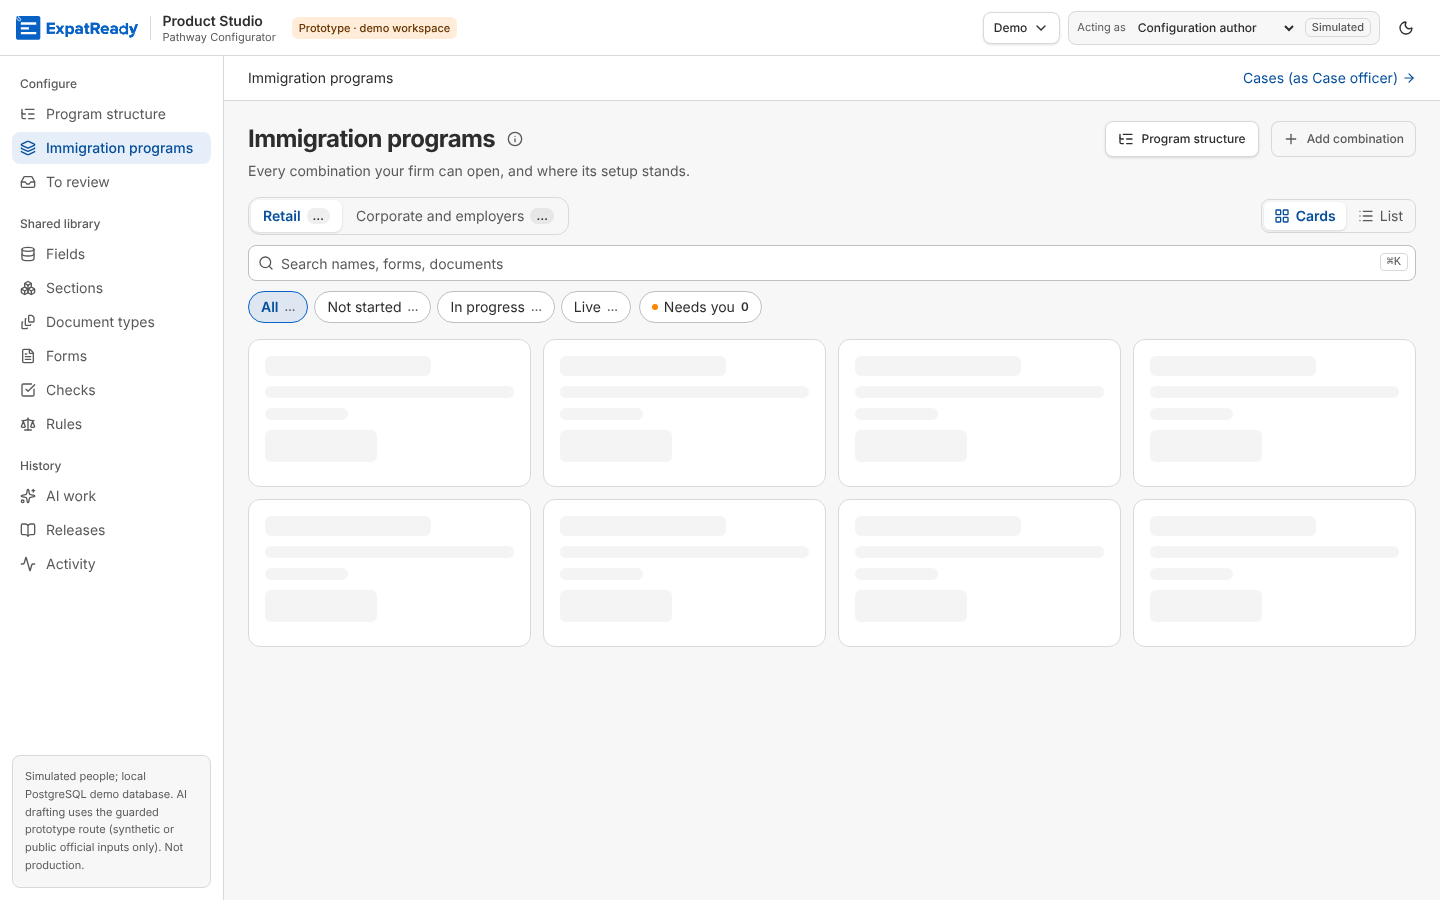 ExpatReady
Product Studio
Pathway Configurator
Prototype · demo workspace
Demo
Acting as Configuration author Simulated
Configure
Program structure
Immigration programs
To review
Shared library
Fields
Sections
Document types
Forms
Checks
Rules
History
AI work
Releases
Activity
Simulated people; local
PostgreSQL demo database. AI
drafting uses the guarded
prototype route (synthetic or
public official inputs only). Not
production.
Immigration programs
Cases (as Case officer) →
Immigration programs
Program structure
+ Add combination
Every combination your firm can open, and where its setup stands.
Retail ... Corporate and employers ...
Cards List
Search names, forms, documents ⌘K
All ... Not started ... In progress ... Live ... Needs you 0